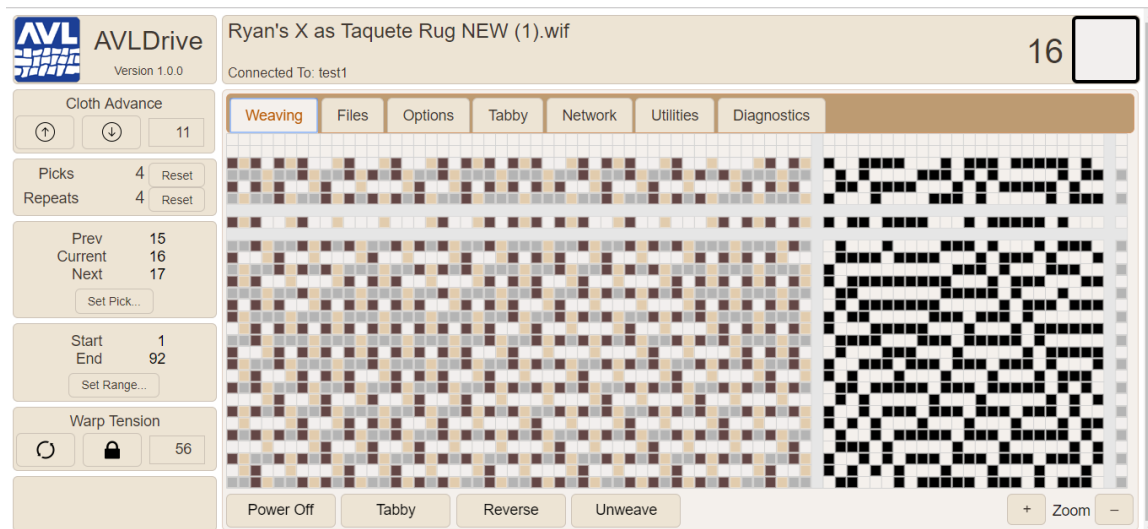 AVL
AVLDrive
Version 1.0.0
Ryan's X as Taquete Rug NEW (1).wif
Connected To: test1
16
Cloth Advance
11
Picks 4 Reset
Repeats 4 Reset
Prev 15
Current 16
Next 17
Set Pick...
Start 1
End 92
Set Range...
Warp Tension
56
Weaving Files Options Tabby Network Utilities Diagnostics
Power Off Tabby Reverse Unweave + Zoom –